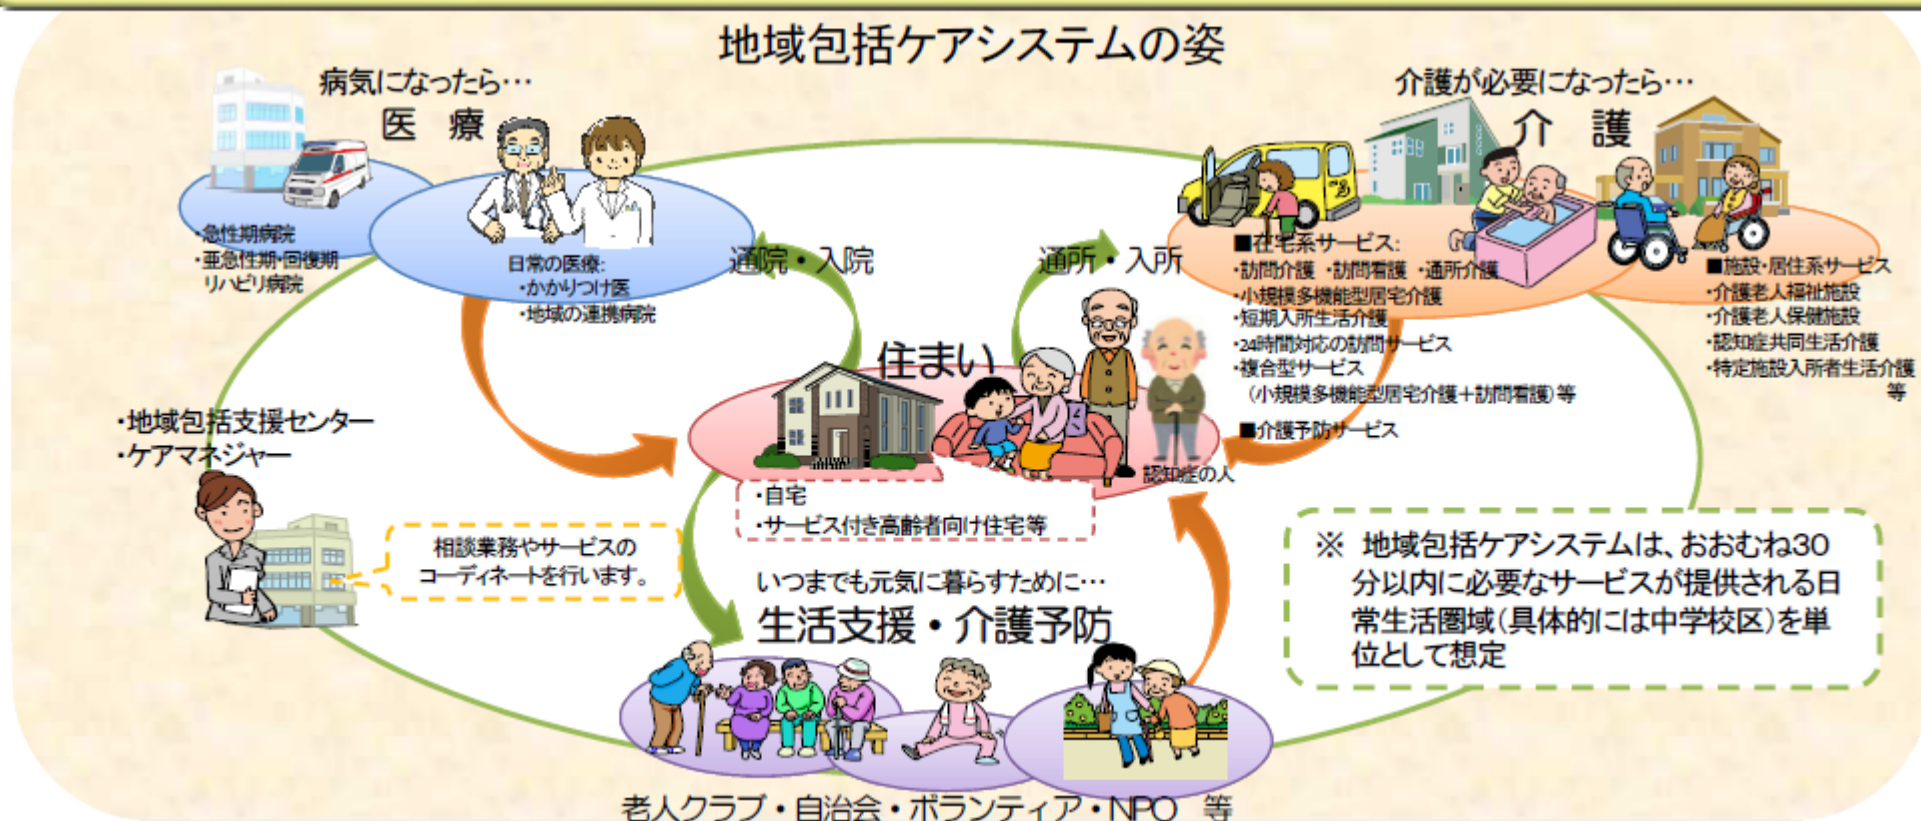 地域包括ケアシステムの姿
病気になったら…
医 療
・急性期病院
・亜急性期・回復期
リハビリ病院
日常の医療:
・かかりつけ医
・地域の連携病院
通院・入院
通所・入所
介護が必要になったら…
介 護
■在宅系サービス:
・訪問介護 ・訪問看護 ・通所介護
・小規模多機能型居宅介護
・短期入所生活介護
・24時間対応の訪問サービス
・複合型サービス
（小規模多機能型居宅介護＋訪問看護）等
■介護予防サービス
■施設・居住系サービス
・介護老人福祉施設
・介護老人保健施設
・認知症共同生活介護
・特定施設入所者生活介護
等
住まい
認知症の人
・自宅
・サービス付き高齢者向け住宅等
・地域包括支援センター
・ケアマネジャー
相談業務やサービスの
コーディネートを行います。
いつまでも元気に暮らすために…
生活支援・介護予防
老人クラブ・自治会・ボランティア・NPO 等
※ 地域包括ケアシステムは、おおむね30
分以内に必要なサービスが提供される日
常生活圏域（具体的には中学校区）を単
位として想定